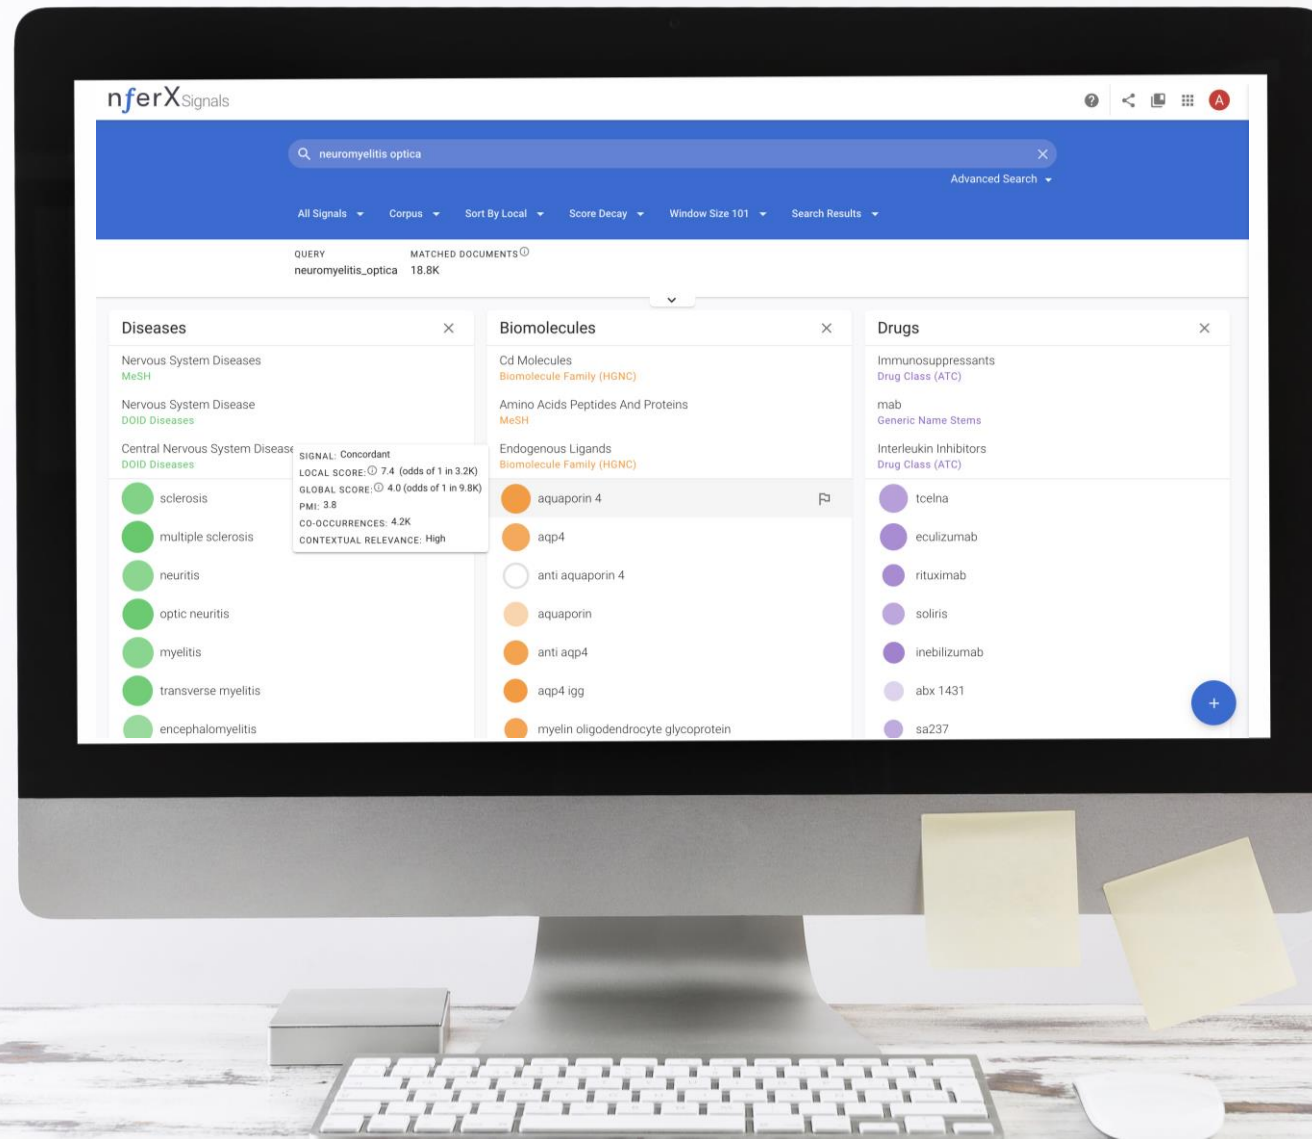 nferX Signals
A
neuromyelitis optica
Advanced Search
All Signals Corpus Sort By Local Score Decay Window Size 101 Search Results
QUERY MATCHED DOCUMENTS
neuromyelitis_optica 18.8K
Diseases
Nervous System Diseases
MeSH
Nervous System Disease
DOID Diseases
Central Nervous System Disease
DOID Diseases
sclerosis
multiple sclerosis
neuritis
optic neuritis
myelitis
transverse myelitis
encephalomyelitis
SIGNAL: Concordant
LOCAL SCORE: 7.4 (odds of 1 in 3.2K)
GLOBAL SCORE: 4.0 (odds of 1 in 9.8K)
PMI: 3.8
CO-OCCURRENCES: 4.2K
CONTEXTUAL RELEVANCE: High
Biomolecules
Cd Molecules
Biomolecule Family (HGNC)
Amino Acids Peptides And Proteins
MeSH
Endogenous Ligands
Biomolecule Family (HGNC)
aquaporin 4
aqp4
anti aquaporin 4
aquaporin
anti aqp4
aqp4 igg
myelin oligodendrocyte glycoprotein
Drugs
Immunosuppressants
Drug Class (ATC)
mab
Generic Name Stems
Interleukin Inhibitors
Drug Class (ATC)
tcelna
eculizumab
rituximab
soliris
inebilizumab
abx 1431
sa237